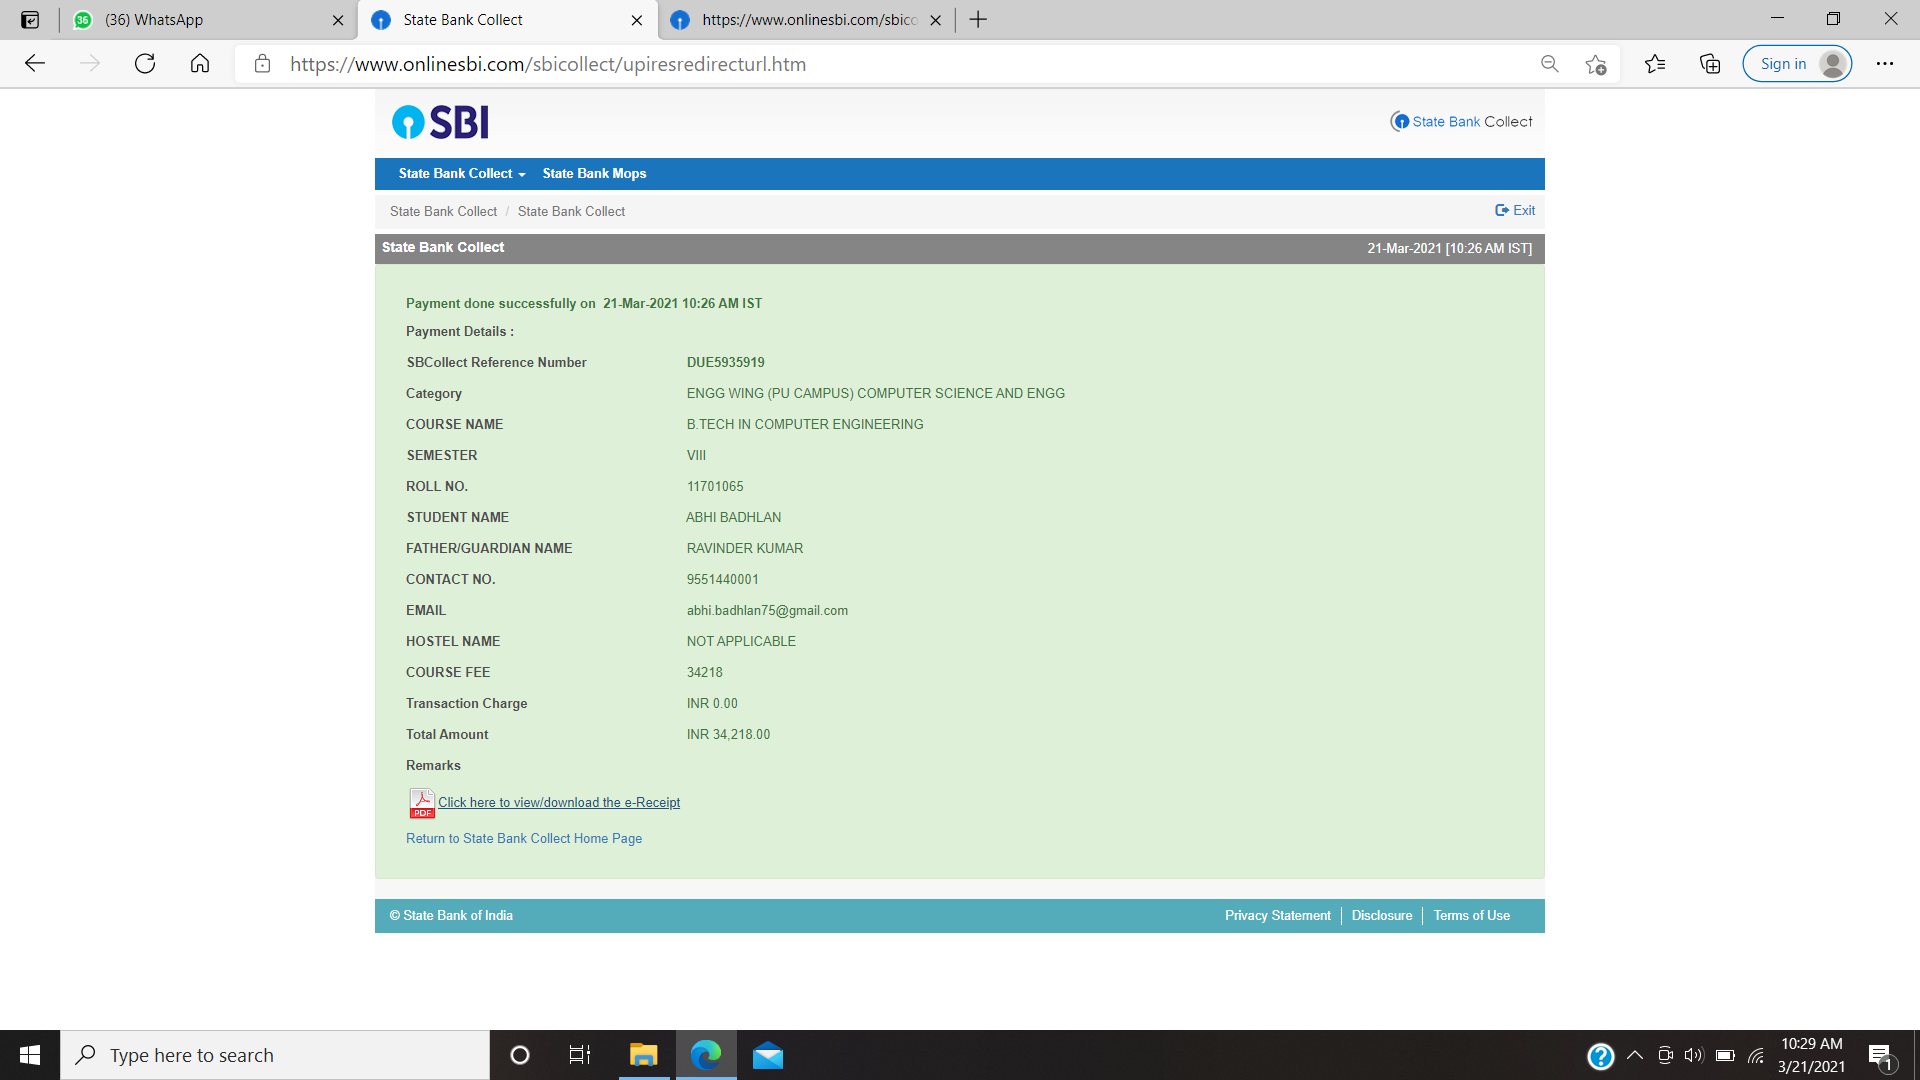 36 (36) WhatsApp State Bank Collect https://www.onlinesbi.com/sbico
https://www.onlinesbi.com/sbicollect/upiresredirecturl.htm Sign in
SBI State Bank Collect
State Bank Collect State Bank Mops
State Bank Collect / State Bank Collect Exit
State Bank Collect 21-Mar-2021 [10:26 AM IST]
Payment done successfully on 21-Mar-2021 10:26 AM IST
Payment Details :
SBCollect Reference Number DUE5935919
Category ENGG WING (PU CAMPUS) COMPUTER SCIENCE AND ENGG
COURSE NAME B.TECH IN COMPUTER ENGINEERING
SEMESTER VIII
ROLL NO. 11701065
STUDENT NAME ABHI BADHLAN
FATHER/GUARDIAN NAME RAVINDER KUMAR
CONTACT NO. 9551440001
EMAIL abhi.badhlan75@gmail.com
HOSTEL NAME NOT APPLICABLE
COURSE FEE 34218
Transaction Charge INR 0.00
Total Amount INR 34,218.00
Remarks
PDF Click here to view/download the e-Receipt
Return to State Bank Collect Home Page
© State Bank of India Privacy Statement Disclosure Terms of Use
Type here to search 10:29 AM
3/21/2021 1